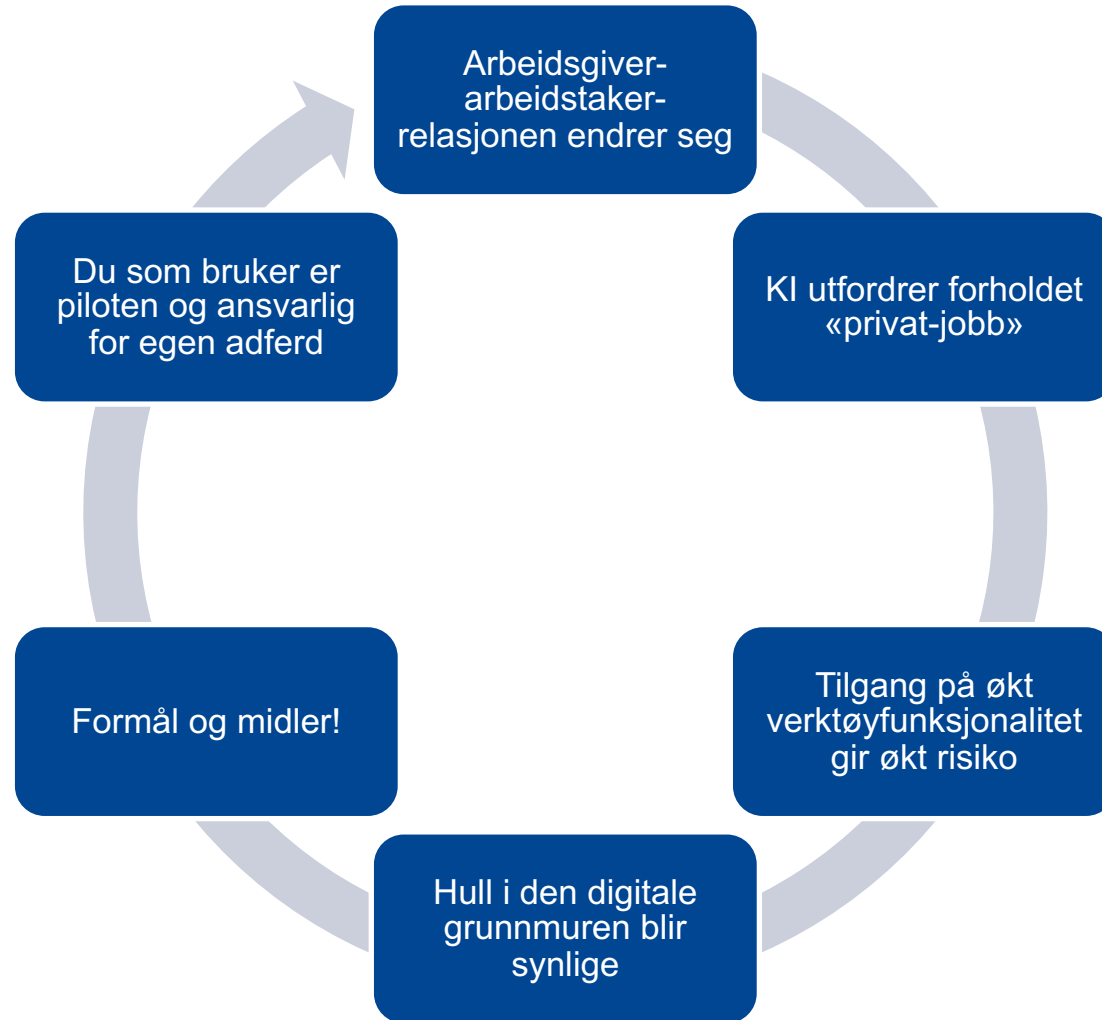 Arbeidsgiver-
arbeidstaker-
relasjonen endrer seg
KI utfordrer forholdet
«privat-jobb»
Tilgang på økt
verktøyfunksjonalitet
gir økt risiko
Hull i den digitale
grunnmuren blir
synlige
Formål og midler!
Du som bruker er
piloten og ansvarlig
for egen adferd